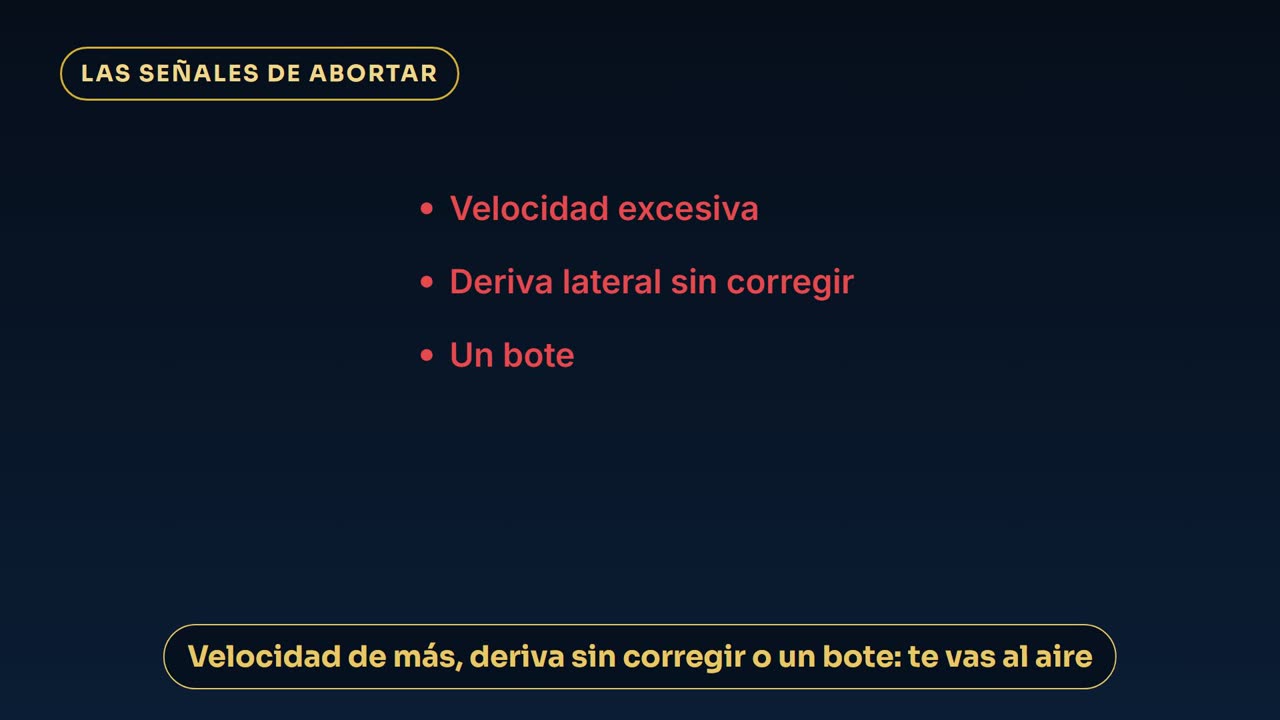 LAS SEÑALES DE ABORTAR
• Velocidad excesiva
• Deriva lateral sin corregir
• Un bote
Velocidad de más, deriva sin corregir o un bote: te vas al aire